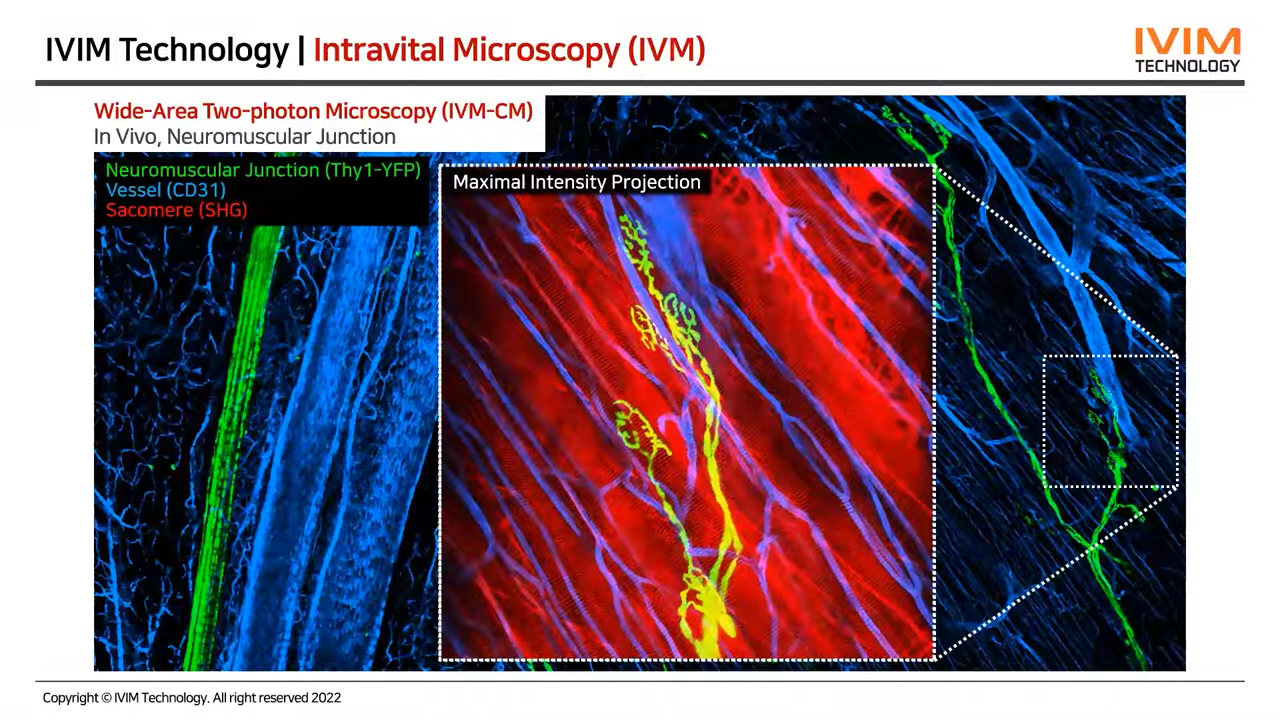 IVIM Technology | Intravital Microscopy (IVM)
IVIM
TECHNOLOGY
Wide-Area Two-photon Microscopy (IVM-CM)
In Vivo, Neuromuscular Junction
Neuromuscular Junction (Thy1-YFP)
Vessel (CD31)
Sacomere (SHG)
Maximal Intensity Projection
Copyright © IVIM Technology. All right reserved 2022